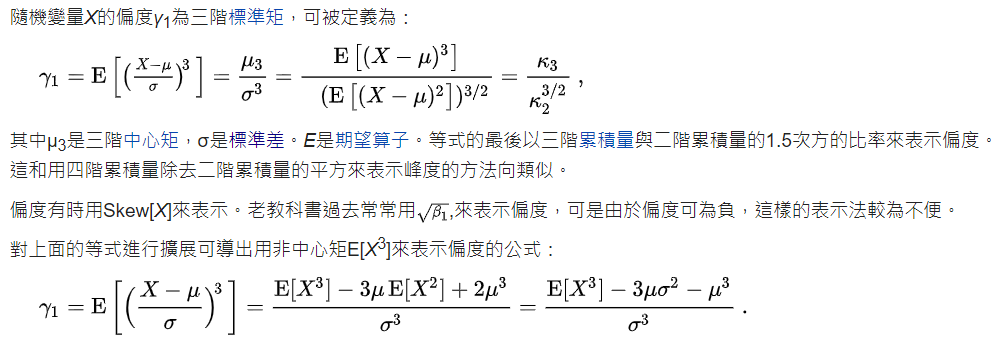 隨機變量X的偏度γ1為三階標準矩，可被定義為：
γ₁ = E[((X−μ)/σ)³] = μ₃/σ³ = E[(X − μ)³]/(E[(X − μ)²])^{3/2} = κ₃/κ₂^{3/2} ,
其中μ3是三階中心矩，σ是標準差。E是期望算子。等式的最後以三階累積量與二階累積量的1.5次方的比率來表示偏度。
這和用四階累積量除去二階累積量的平方來表示峰度的方法向類似。
偏度有時用Skew[X]來表示。老教科書過去常常用√β₁,來表示偏度，可是由於偏度可為負，這樣的表示法較為不便。
對上面的等式進行擴展可導出用非中心矩E[X³]來表示偏度的公式：
γ₁ = E[((X − μ)/σ)³] = (E[X³] − 3μ E[X²] + 2μ³)/σ³ = (E[X³] − 3μσ² − μ³)/σ³ .